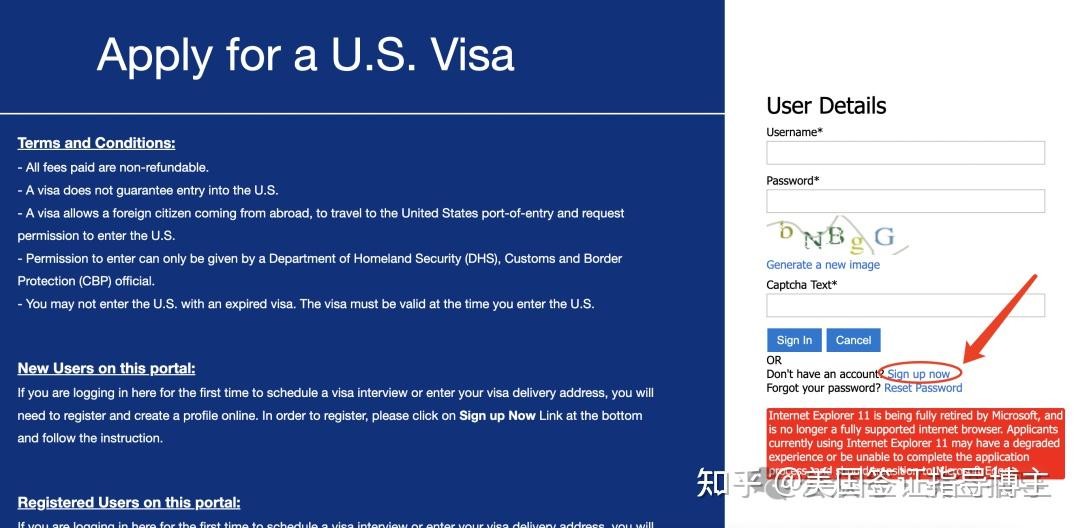 Apply for a U.S. Visa
Terms and Conditions:
- All fees paid are non-refundable.
- A visa does not guarantee entry into the U.S.
- A visa allows a foreign citizen coming from abroad, to travel to the United States port-of-entry and request
permission to enter the U.S.
- Permission to enter can only be given by a Department of Homeland Security (DHS), Customs and Border
Protection (CBP) official.
- You may not enter the U.S. with an expired visa. The visa must be valid at the time you enter the U.S.
New Users on this portal:
If you are logging in here for the first time to schedule a visa interview or enter your visa delivery address, you will
need to register and create a profile online. In order to register, please click on Sign up Now Link at the bottom
and follow the instruction.
Registered Users on this portal:
If you are logging in here for the first time to schedule a visa interview or enter your visa delivery address, you will
User Details
Username*
Password*
bNBgG
Generate a new image
Captcha Text*
Sign In Cancel
OR
Don't have an account? Sign up now
Forgot your password? Reset Password
Internet Explorer 11 is being fully retired by Microsoft, and
is no longer a fully supported internet browser. Applicants
currently using Internet Explorer 11 may have a degraded
experience or be unable to complete the application
process and should transition to Microsoft Edge
知乎 @美国签证指导博主